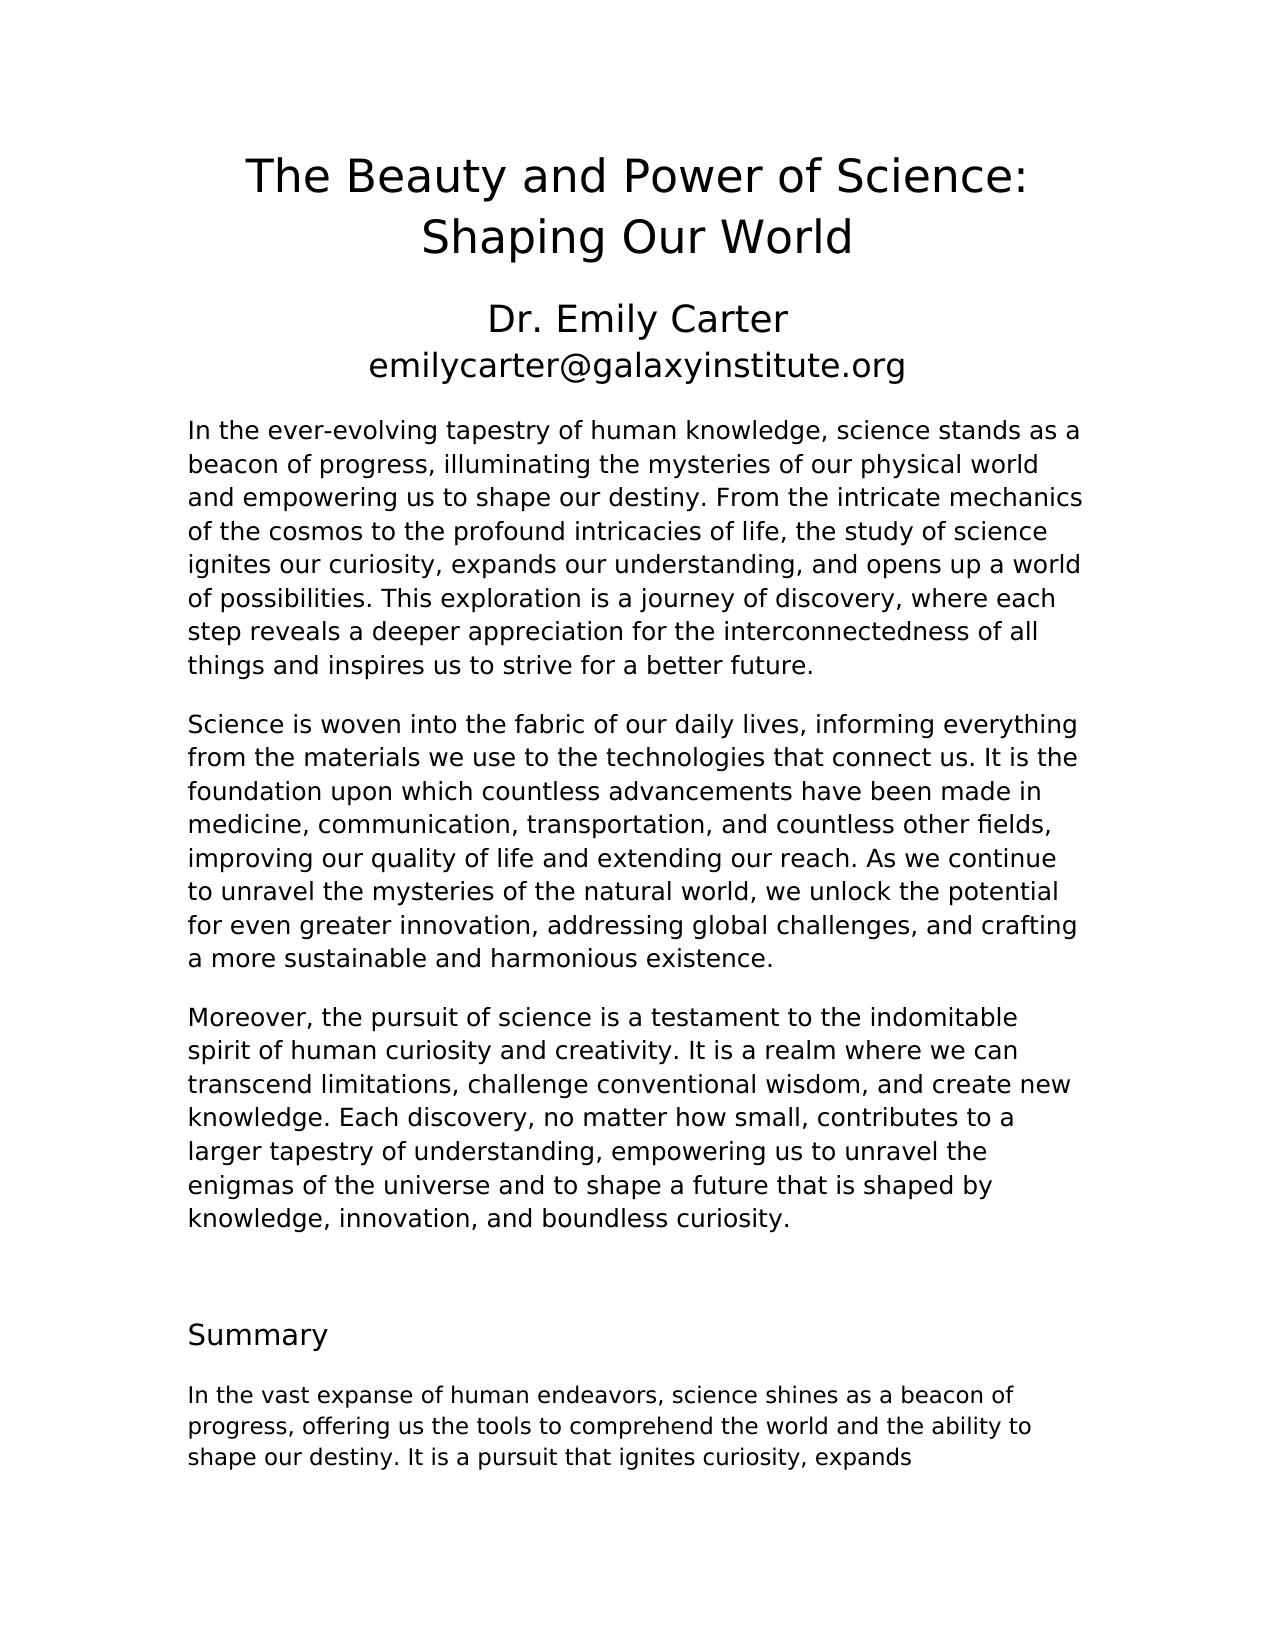 The Beauty and Power of Science:
Shaping Our World
Dr. Emily Carter
emilycarter@galaxyinstitute.org
In the ever-evolving tapestry of human knowledge, science stands as a
beacon of progress, illuminating the mysteries of our physical world
and empowering us to shape our destiny. From the intricate mechanics
of the cosmos to the profound intricacies of life, the study of science
ignites our curiosity, expands our understanding, and opens up a world
of possibilities. This exploration is a journey of discovery, where each
step reveals a deeper appreciation for the interconnectedness of all
things and inspires us to strive for a better future.
Science is woven into the fabric of our daily lives, informing everything
from the materials we use to the technologies that connect us. It is the
foundation upon which countless advancements have been made in
medicine, communication, transportation, and countless other fields,
improving our quality of life and extending our reach. As we continue
to unravel the mysteries of the natural world, we unlock the potential
for even greater innovation, addressing global challenges, and crafting
a more sustainable and harmonious existence.
Moreover, the pursuit of science is a testament to the indomitable
spirit of human curiosity and creativity. It is a realm where we can
transcend limitations, challenge conventional wisdom, and create new
knowledge. Each discovery, no matter how small, contributes to a
larger tapestry of understanding, empowering us to unravel the
enigmas of the universe and to shape a future that is shaped by
knowledge, innovation, and boundless curiosity.
Summary
In the vast expanse of human endeavors, science shines as a beacon of
progress, offering us the tools to comprehend the world and the ability to
shape our destiny. It is a pursuit that ignites curiosity, expands